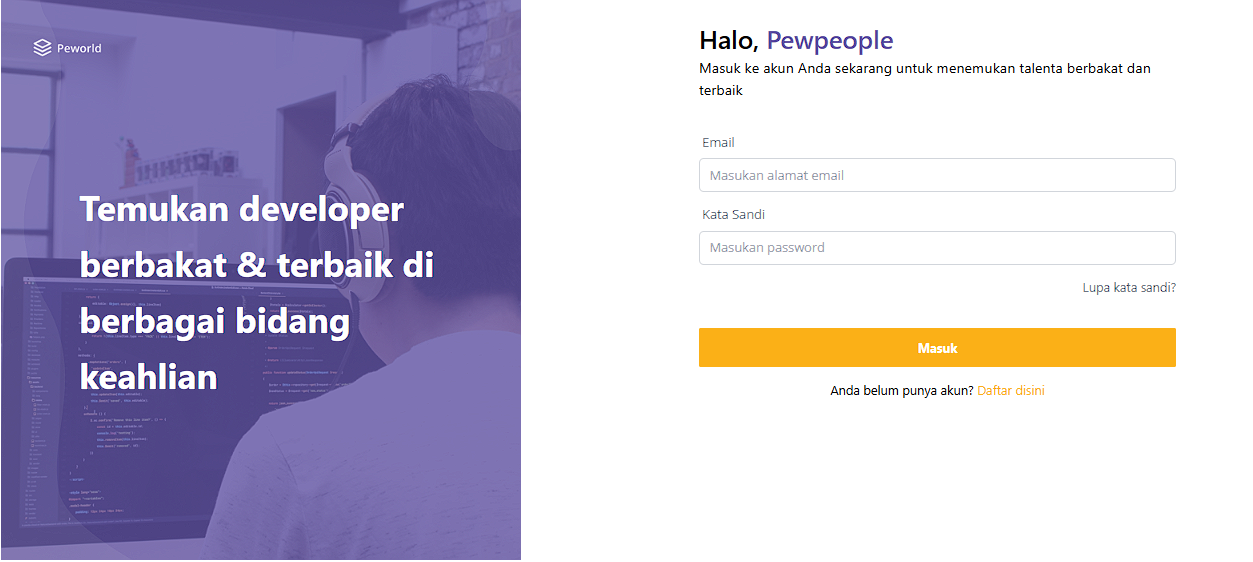 Peworld
Temukan developer
berbakat & terbaik di
berbagai bidang
keahlian
Halo, Pewpeople
Masuk ke akun Anda sekarang untuk menemukan talenta berbakat dan
terbaik
Email
Masukan alamat email
Kata Sandi
Masukan password
Lupa kata sandi?
Masuk
Anda belum punya akun? Daftar disini